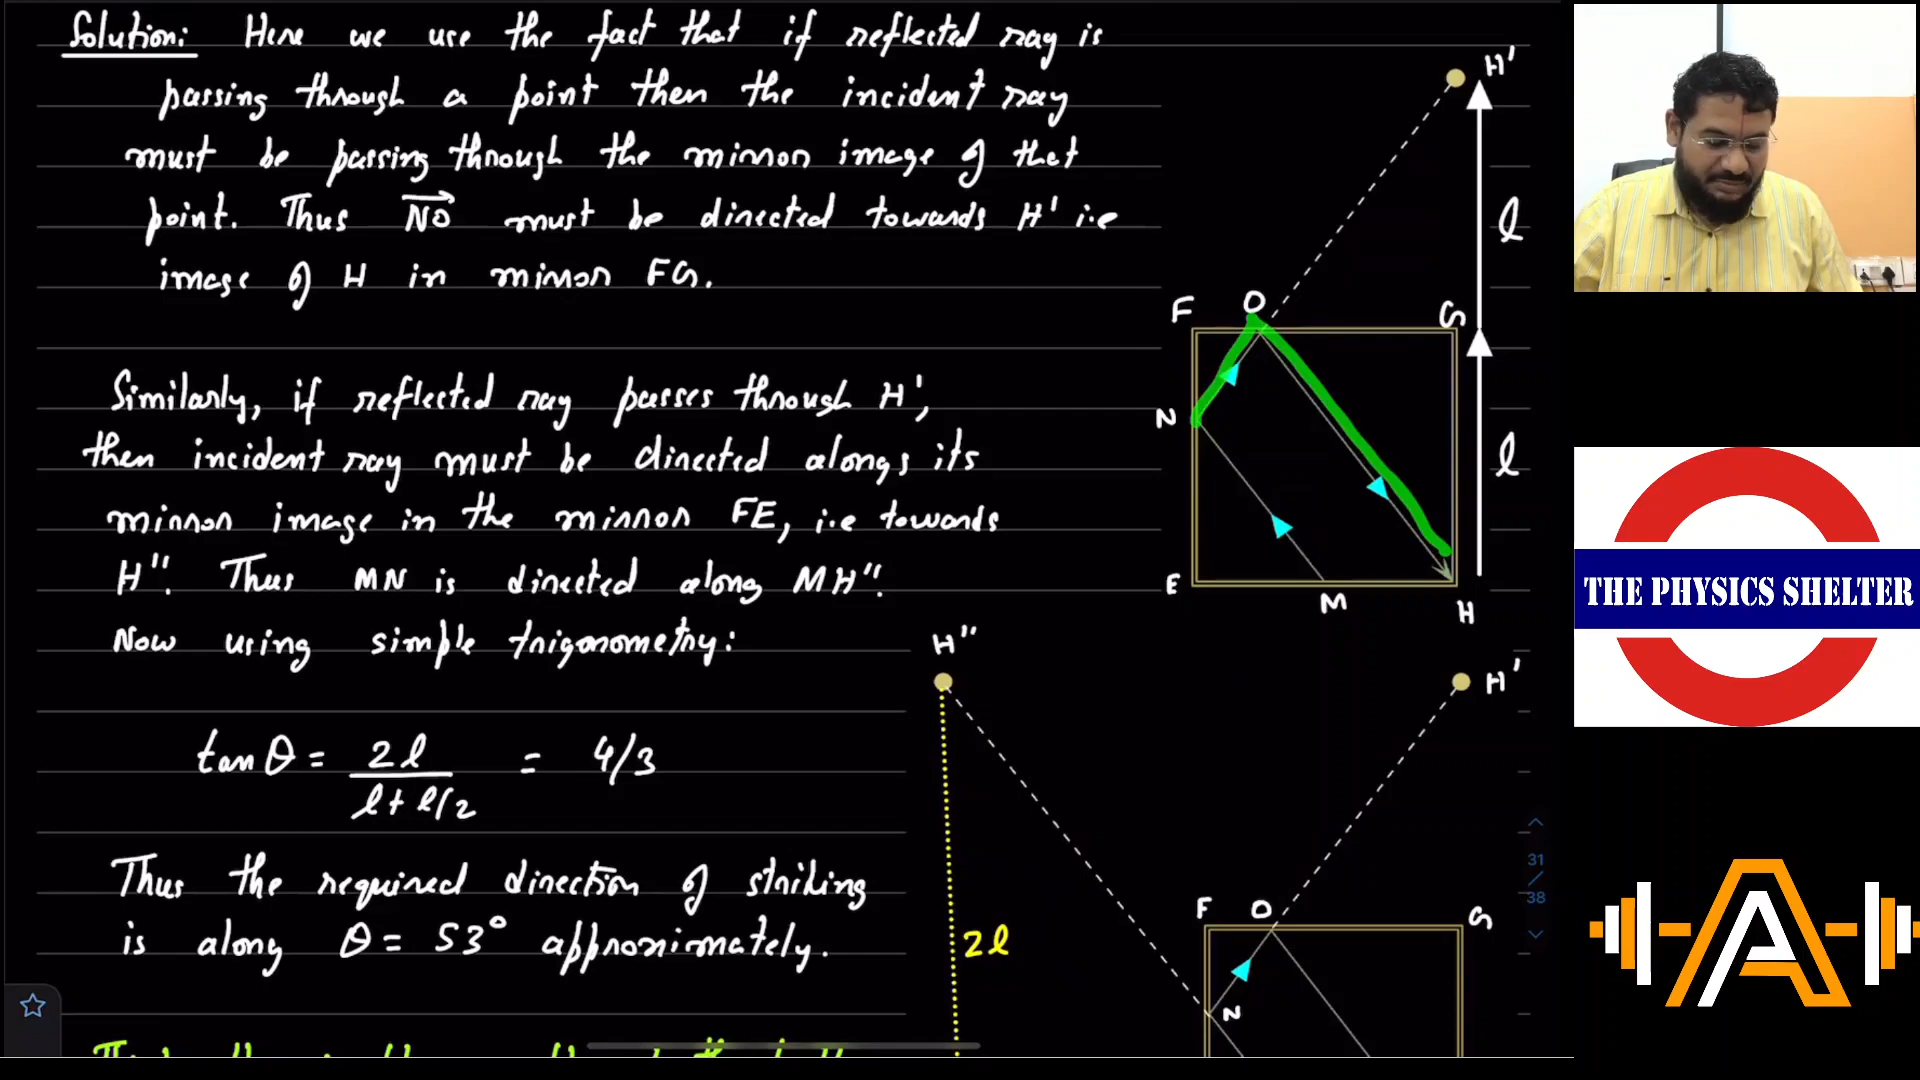 Solution: Here we use the fact that if reflected ray is
passing through a point then the incident ray
must be passing through the mirror image of that
point. Thus NO must be directed towards H' i.e
image of H in mirror FG.
Similarly, if reflected ray passes through H',
then incident ray must be directed alongs its
mirror image in the mirror FE, i.e towards
H". Thus MN is directed along MH".
Now using simple trigonometry:
tan θ = 2l / l + l/2 = 4/3
Thus the required direction of striking
is along θ = 53° approximately.
H'
l
F O G
N
l
E M H
H" H'
2l
F O G
N
31
/
38
THE PHYSICS SHELTER
A